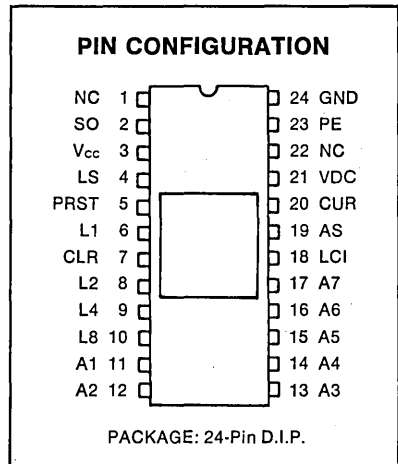 PIN CONFIGURATION
NC 1 24 GND
SO 2 23 PE
Vcc 3 22 NC
LS 4 21 VDC
PRST 5 20 CUR
L1 6 19 AS
CLR 7 18 LCI
L2 8 17 A7
L4 9 16 A6
L8 10 15 A5
A1 11 14 A4
A2 12 13 A3
PACKAGE: 24-Pin D.I.P.